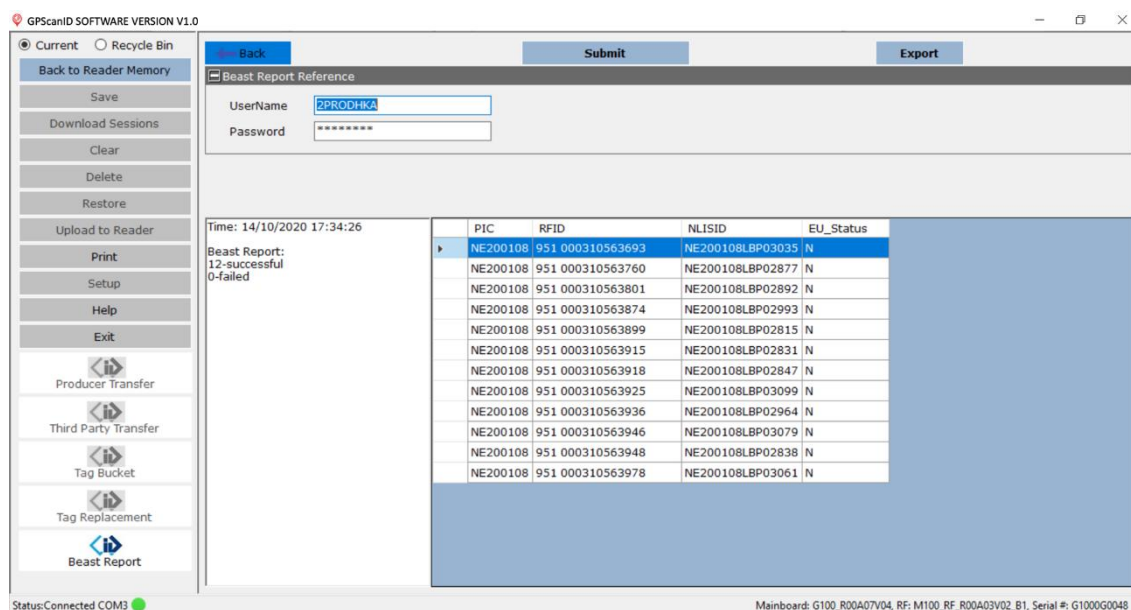 GPScanID SOFTWARE VERSION V1.0
Current Recycle Bin
Back to Reader Memory
Save
Download Sessions
Clear
Delete
Restore
Upload to Reader
Print
Setup
Help
Exit
Producer Transfer
Third Party Transfer
Tag Bucket
Tag Replacement
Beast Report
Back Submit Export
Beast Report Reference
UserName 2PRODHKA
Password ********
Time: 14/10/2020 17:34:26
Beast Report:
12-successful
0-failed
PIC RFID NLISID EU_Status
NE200108 951 000310563693 NE200108LBP03035 N
NE200108 951 000310563760 NE200108LBP02877 N
NE200108 951 000310563801 NE200108LBP02892 N
NE200108 951 000310563874 NE200108LBP02993 N
NE200108 951 000310563899 NE200108LBP02815 N
NE200108 951 000310563915 NE200108LBP02831 N
NE200108 951 000310563918 NE200108LBP02847 N
NE200108 951 000310563925 NE200108LBP03099 N
NE200108 951 000310563936 NE200108LBP02964 N
NE200108 951 000310563946 NE200108LBP03079 N
NE200108 951 000310563948 NE200108LBP02838 N
NE200108 951 000310563978 NE200108LBP03061 N
Status:Connected COM3 Mainboard: G100_R00A07V04, RF: M100_RF_R00A03V02_B1, Serial #: G1000G0048